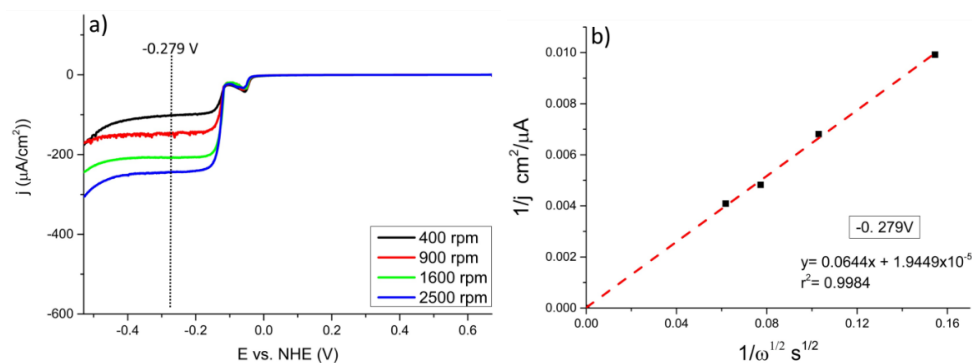 a)
-0.279 V
0
-200
-400
-600
j (µA/cm²))
-0.4
-0.2
0.0
0.2
0.4
0.6
E vs. NHE (V)
400 rpm
900 rpm
1600 rpm
2500 rpm
b)
0.010
0.008
0.006
0.004
0.002
0.000
1/j cm²/µA
0.00
0.04
0.08
0.12
0.16
1/ω^1/2 s^1/2
-0. 279V
y= 0.0644x + 1.9449x10^-5
r²= 0.9984